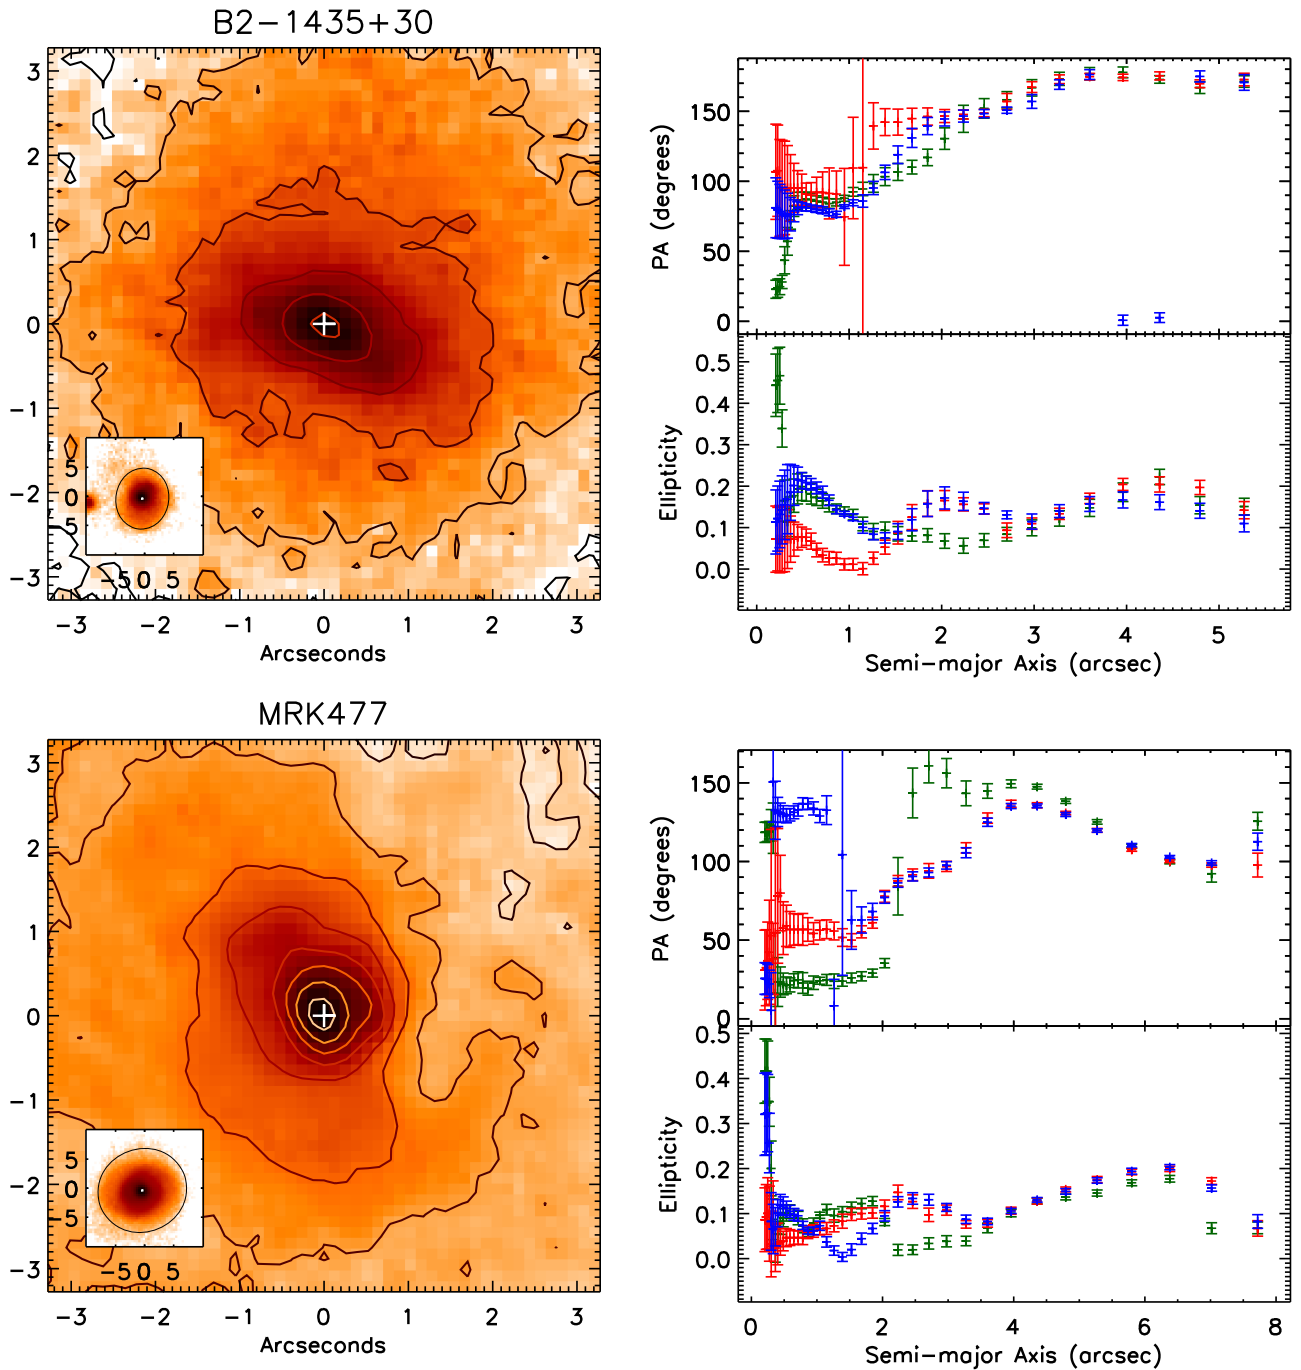 B2-1435+30
3
2
1
0
-1
-2
-3
5
0
-5
-5 0 5
-3 -2 -1 0 1 2 3
Arcseconds
PA (degrees)
150
100
50
0
Ellipticity
0.5
0.4
0.3
0.2
0.1
0.0
0 1 2 3 4 5
Semi-major Axis (arcsec)
MRK477
3
2
1
0
-1
-2
-3
5
0
-5
-5 0 5
-3 -2 -1 0 1 2 3
Arcseconds
PA (degrees)
150
100
50
0
Ellipticity
0.5
0.4
0.3
0.2
0.1
0.0
0 2 4 6 8
Semi-major Axis (arcsec)